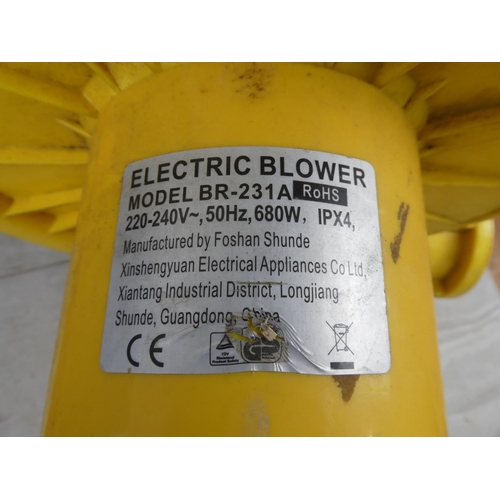 ELECTRIC BLOWER
MODEL BR-231A RoHS
220-240V~, 50Hz, 680W, IPX4,
Manufactured by Foshan Shunde
Xinshengyuan Electrical Appliances Co Ltd,
Xiantang Industrial District, Longjiang
Shunde, Guangdong, China
CE